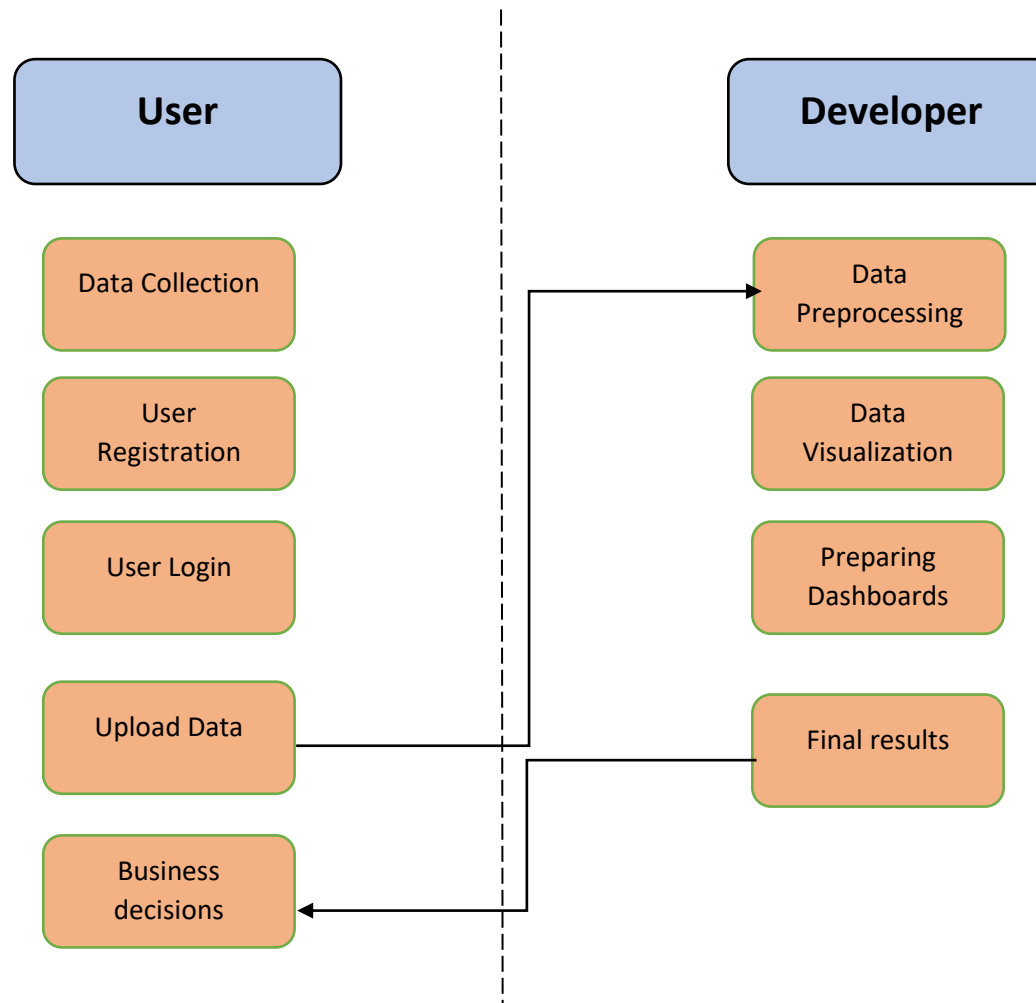 User
Developer
Data Collection
User
Registration
User Login
Upload Data
Business
decisions
Data
Preprocessing
Data
Visualization
Preparing
Dashboards
Final results